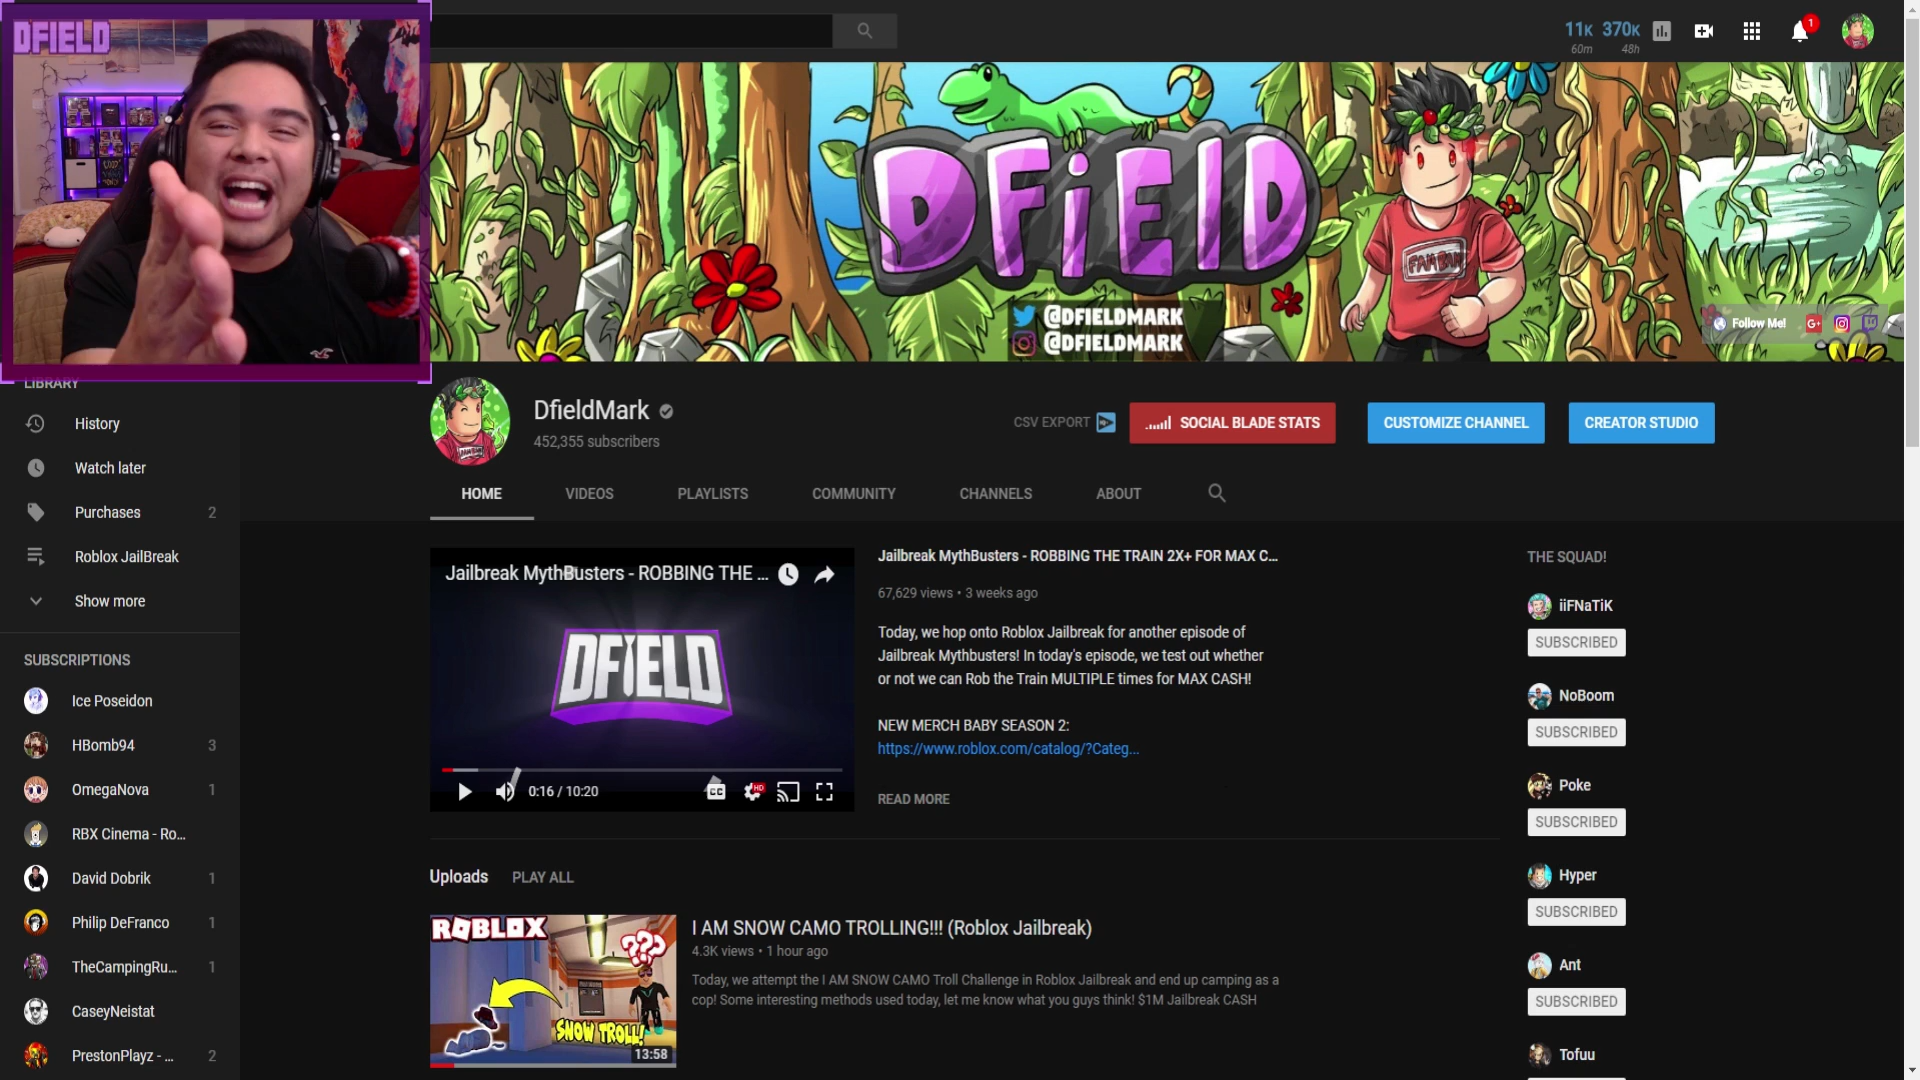 DFIELD
11K 370K
60m 48h
1
DFiElD
FAMBAM
@DFIELDMARK
@DFIELDMARK
Follow Me!
LIBRARY
History
Watch later
Purchases 2
Roblox JailBreak
Show more
SUBSCRIPTIONS
Ice Poseidon
HBomb94 3
OmegaNova 1
RBX Cinema - Ro...
David Dobrik 1
Philip DeFranco 1
TheCampingRu... 1
CaseyNeistat
PrestonPlayz - ... 2
DfieldMark
452,355 subscribers
CSV EXPORT
SOCIAL BLADE STATS
CUSTOMIZE CHANNEL
CREATOR STUDIO
HOME VIDEOS PLAYLISTS COMMUNITY CHANNELS ABOUT
Jailbreak MythBusters - ROBBING THE ...
DFIELD
0:16 / 10:20
CC
HD
Jailbreak MythBusters - ROBBING THE TRAIN 2X+ FOR MAX C...
67,629 views • 3 weeks ago
Today, we hop onto Roblox Jailbreak for another episode of
Jailbreak Mythbusters! In today's episode, we test out whether
or not we can Rob the Train MULTIPLE times for MAX CASH!
NEW MERCH BABY SEASON 2:
https://www.roblox.com/catalog/?Categ...
READ MORE
Uploads PLAY ALL
ROBLOX
???
SNOW TROLL!
13:58
I AM SNOW CAMO TROLLING!!! (Roblox Jailbreak)
4.3K views • 1 hour ago
Today, we attempt the I AM SNOW CAMO Troll Challenge in Roblox Jailbreak and end up camping as a
cop! Some interesting methods used today, let me know what you guys think! $1M Jailbreak CASH
THE SQUAD!
iiFNaTiK
SUBSCRIBED
NoBoom
SUBSCRIBED
Poke
SUBSCRIBED
Hyper
SUBSCRIBED
Ant
SUBSCRIBED
Tofuu